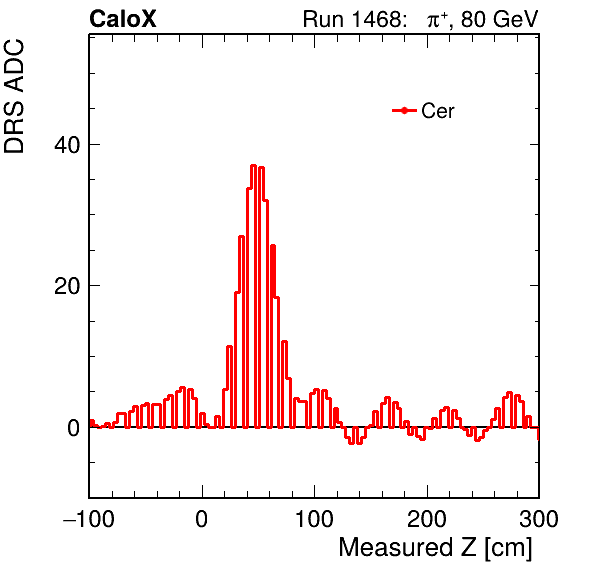 CaloX Run 1468: π⁺, 80 GeV
DRS ADC
Cer
40
20
0
−100 0 100 200 300
Measured Z [cm]